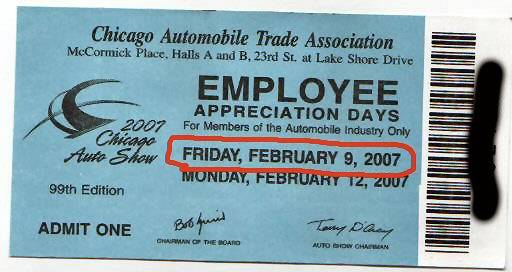 Chicago Automobile Trade Association
McCormick Place, Halls A and B, 23rd St. at Lake Shore Drive
EMPLOYEE
APPRECIATION DAYS
For Members of the Automobile Industry Only
FRIDAY, FEBRUARY 9, 2007
MONDAY, FEBRUARY 12, 2007
2007
Chicago
Auto Show
99th Edition
ADMIT ONE
CHAIRMAN OF THE BOARD
AUTO SHOW CHAIRMAN